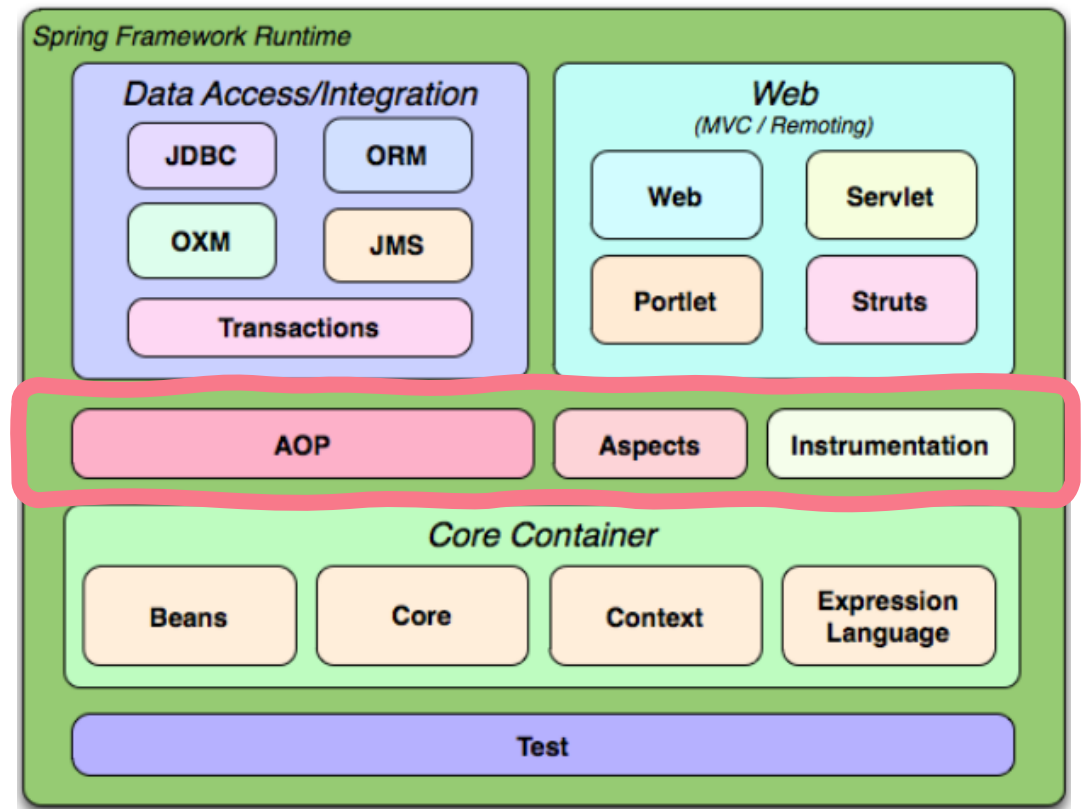 Spring Framework Runtime
Data Access/Integration
JDBC
ORM
OXM
JMS
Transactions
Web
(MVC / Remoting)
Web
Servlet
Portlet
Struts
AOP
Aspects
Instrumentation
Core Container
Beans
Core
Context
Expression
Language
Test